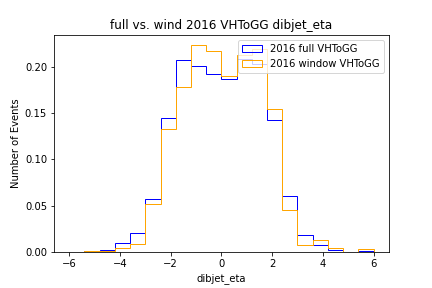 full vs. wind 2016 VHToGG dibjet_eta
2016 full VHToGG
2016 window VHToGG
Number of Events
0.20
0.15
0.10
0.05
0.00
−6
−4
−2
0
2
4
6
dibjet_eta